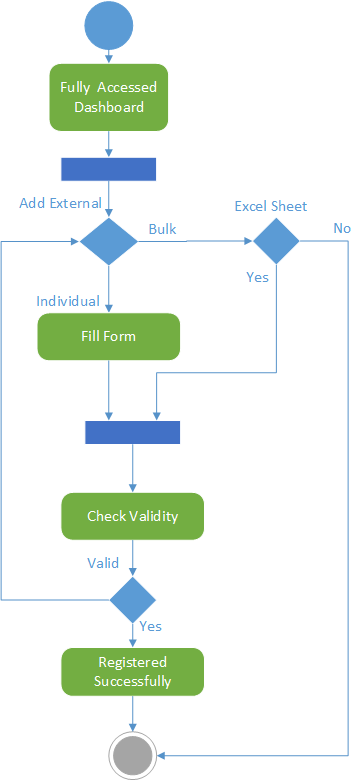 Fully Accessed
Dashboard
Add External
Bulk
Excel Sheet
No
Yes
Individual
Fill Form
Check Validity
Valid
Yes
Registered
Successfully